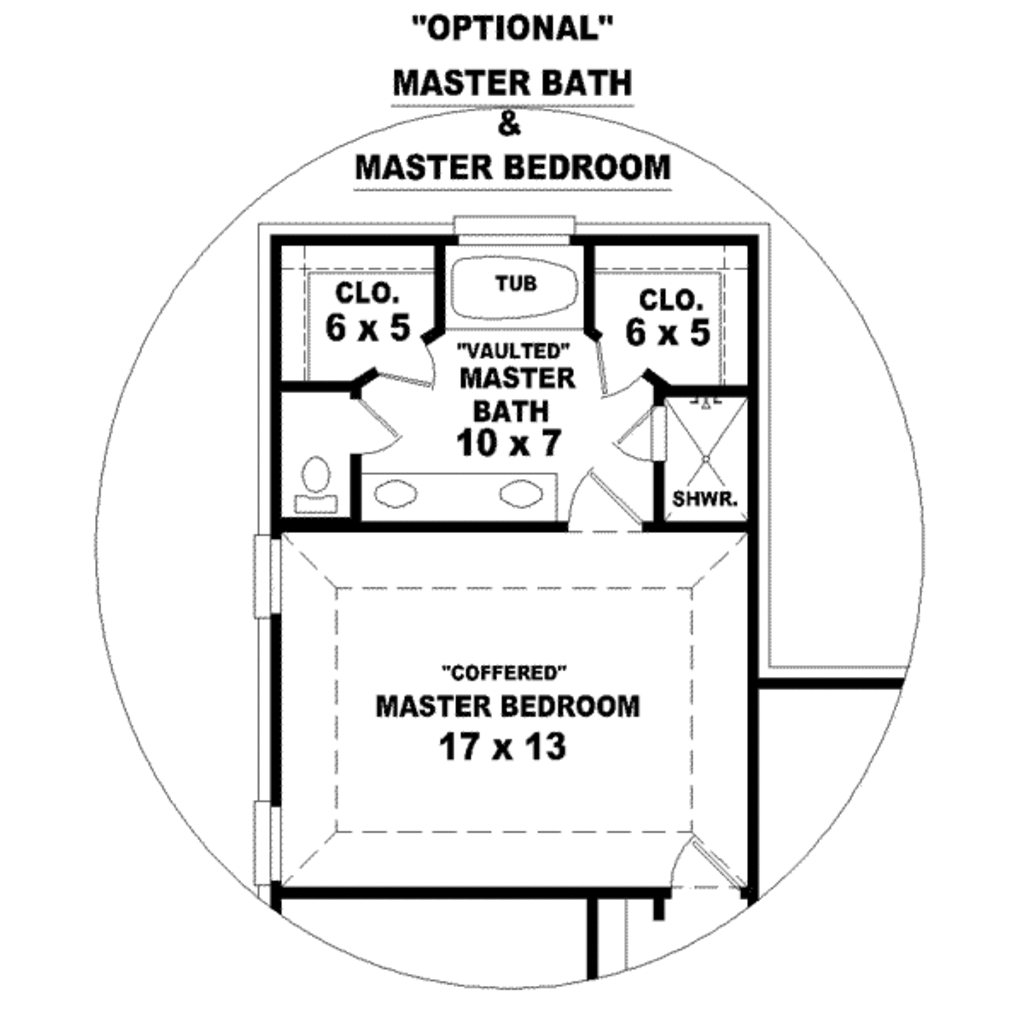 "OPTIONAL"
MASTER BATH
&
MASTER BEDROOM
TUB
CLO.
6 x 5
CLO.
6 x 5
"VAULTED"
MASTER
BATH
10 x 7
SHWR.
"COFFERED"
MASTER BEDROOM
17 x 13